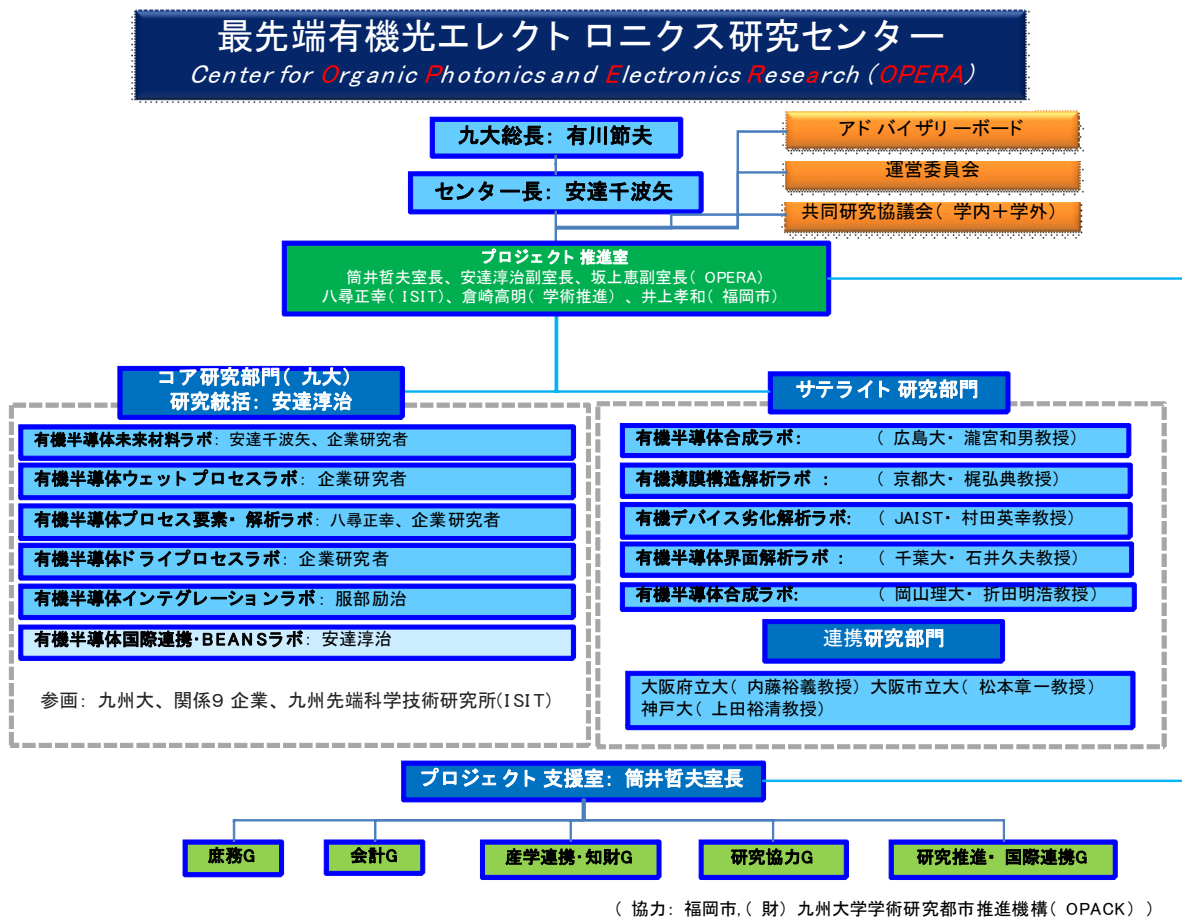 最先端有機光エレクトロニクス研究センター
Center for Organic Photonics and Electronics Research (OPERA)
九大総長: 有川節夫
センター長: 安達千波矢
アドバイザリーボード
運営委員会
共同研究協議会( 学内+学外)
プロジェクト推進室
筒井哲夫室長、安達淳治副室長、坂上恵副室長( OPERA)
八尋正幸( ISIT)、倉崎高明( 学術推進) 、井上孝和( 福岡市)
コア研究部門( 九大)
研究統括: 安達淳治
有機半導体未来材料ラボ: 安達千波矢、企業研究者
有機半導体ウェットプロセスラボ: 企業研究者
有機半導体プロセス要素・解析ラボ: 八尋正幸、企業研究者
有機半導体ドライプロセスラボ: 企業研究者
有機半導体インテグレーションラボ: 服部励治
有機半導体国際連携・BEANSラボ: 安達淳治
参画: 九州大、関係9 企業、九州先端科学技術研究所(ISIT)
サテライト研究部門
有機半導体合成ラボ: ( 広島大・瀧宮和男教授)
有機薄膜構造解析ラボ : ( 京都大・梶弘典教授)
有機デバイス劣化解析ラボ: ( JAIST・村田英幸教授)
有機半導体界面解析ラボ : ( 千葉大・石井久夫教授)
有機半導体合成ラボ: ( 岡山理大・折田明浩教授)
連携研究部門
大阪府立大( 内藤裕義教授) 大阪市立大( 松本章一教授)
神戸大( 上田裕清教授)
プロジェクト支援室: 筒井哲夫室長
庶務G
会計G
産学連携・知財G
研究協力G
研究推進・国際連携G
( 協力: 福岡市,( 財) 九州大学学術研究都市推進機構( OPACK) )